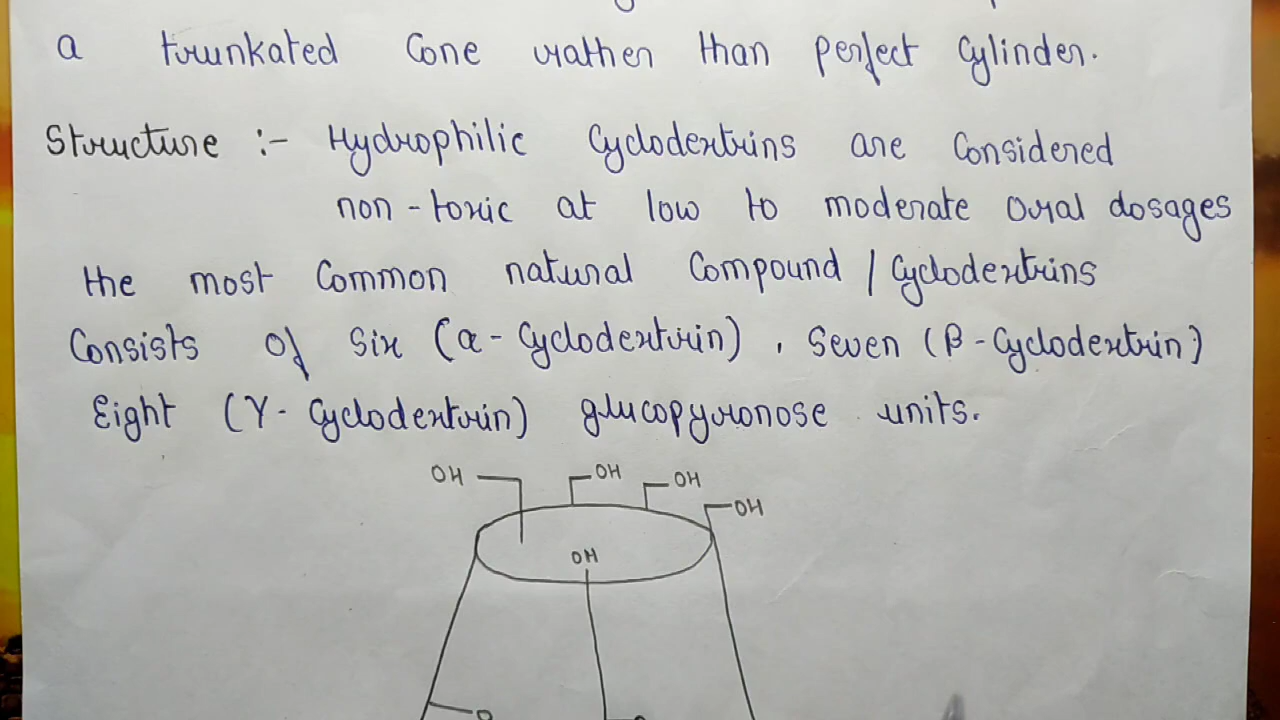 a trunkated Cone rather than perfect Cylinder.
Structure :- Hydrophilic Cyclodextrins are Considered
non-toxic at low to moderate Oral dosages
the most Common natural Compound / Cyclodextrins
Consists of Six (α-Cyclodextrin), Seven (β-Cyclodextrin)
Eight (γ-Cyclodextrin) glucopyronose units.
OH OH OH OH
OH